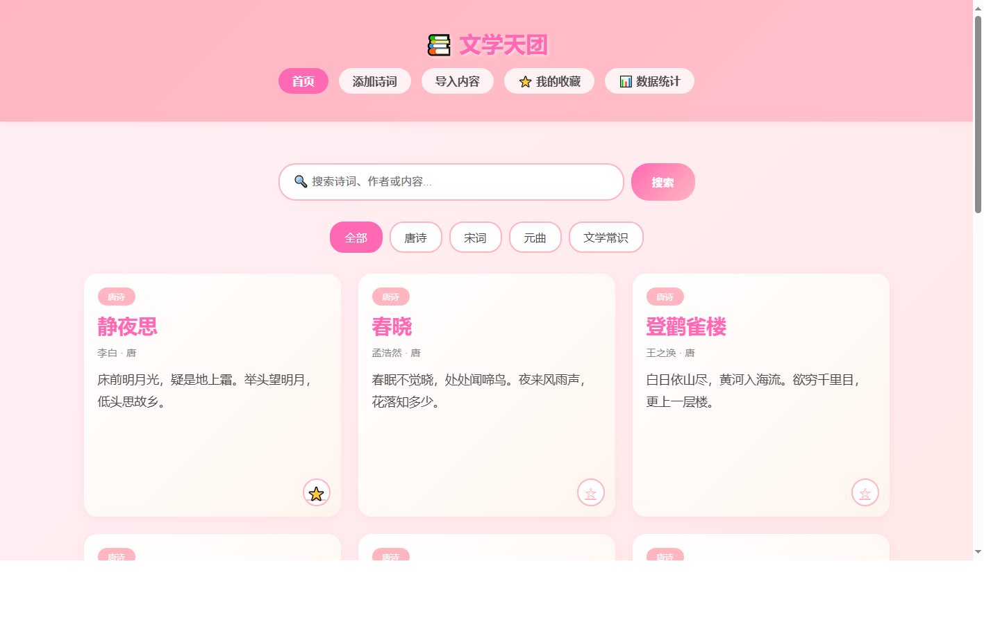 📚 文学天团
首页 添加诗词 导入内容 ⭐ 我的收藏 📊 数据统计
🔍 搜索诗词、作者或内容... 搜索
全部 唐诗 宋词 元曲 文学常识
唐诗
静夜思
李白 · 唐
床前明月光，疑是地上霜。举头望明月，
低头思故乡。
唐诗
春晓
孟浩然 · 唐
春眠不觉晓，处处闻啼鸟。夜来风雨声，
花落知多少。
唐诗
登鹳雀楼
王之涣 · 唐
白日依山尽，黄河入海流。欲穷千里目，
更上一层楼。
唐诗
唐诗
唐诗